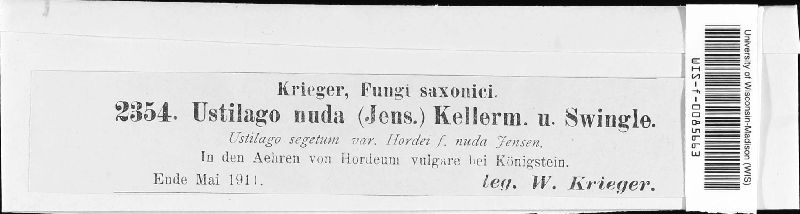 Krieger, Fungi saxonici.
2354. Ustilago nuda (Jens.) Kellerm. u. Swingle.
Ustilago segetum var. Hordei f. nuda Jensen.
In den Aehren von Hordeum vulgare bei Königstein.
Ende Mai 1911.
leg. W. Krieger.
University of Wisconsin-Madison (WIS)
WIS-f-0085993